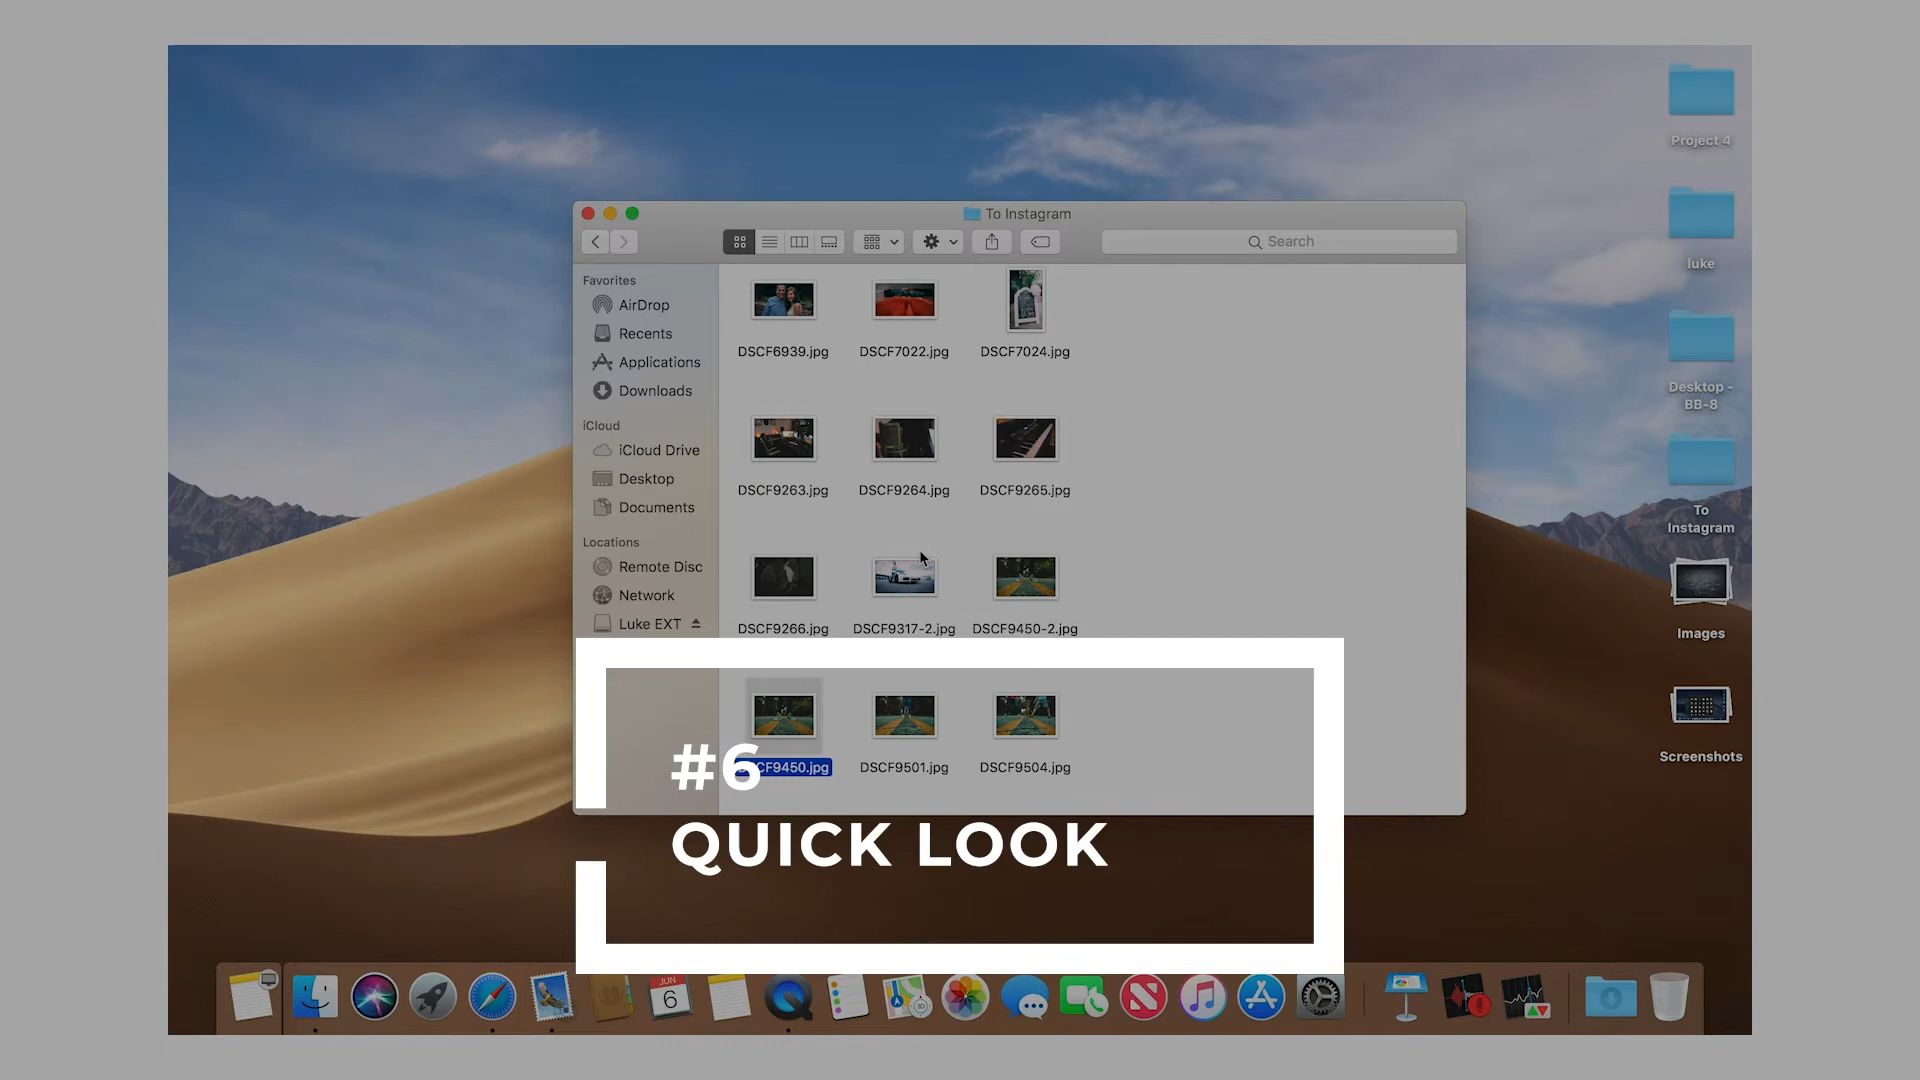 Project 4
luke
Desktop -
BB-8
To
Instagram
Images
Screenshots
To Instagram
Search
Favorites
AirDrop
Recents
Applications
Downloads
iCloud
iCloud Drive
Desktop
Documents
Locations
Remote Disc
Network
Luke EXT
DSCF6939.jpg
DSCF7022.jpg
DSCF7024.jpg
DSCF9263.jpg
DSCF9264.jpg
DSCF9265.jpg
DSCF9266.jpg
DSCF9317-2.jpg
DSCF9450-2.jpg
CF9450.jpg
DSCF9501.jpg
DSCF9504.jpg
#6
QUICK LOOK
JUN
6